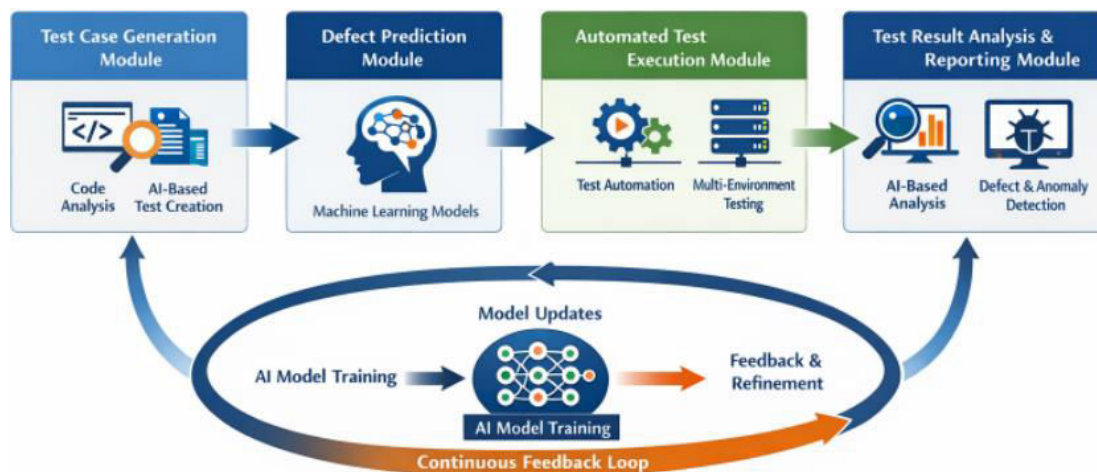 Test Case Generation
Module
Defect Prediction
Module
Automated Test
Execution Module
Test Result Analysis &
Reporting Module
</>
Code
Analysis
AI-Based
Test Creation
Machine Learning Models
Test Automation
Multi-Environment
Testing
AI-Based
Analysis
Defect & Anomaly
Detection
Model Updates
AI Model Training
Feedback &
Refinement
AI Model Training
Continuous Feedback Loop